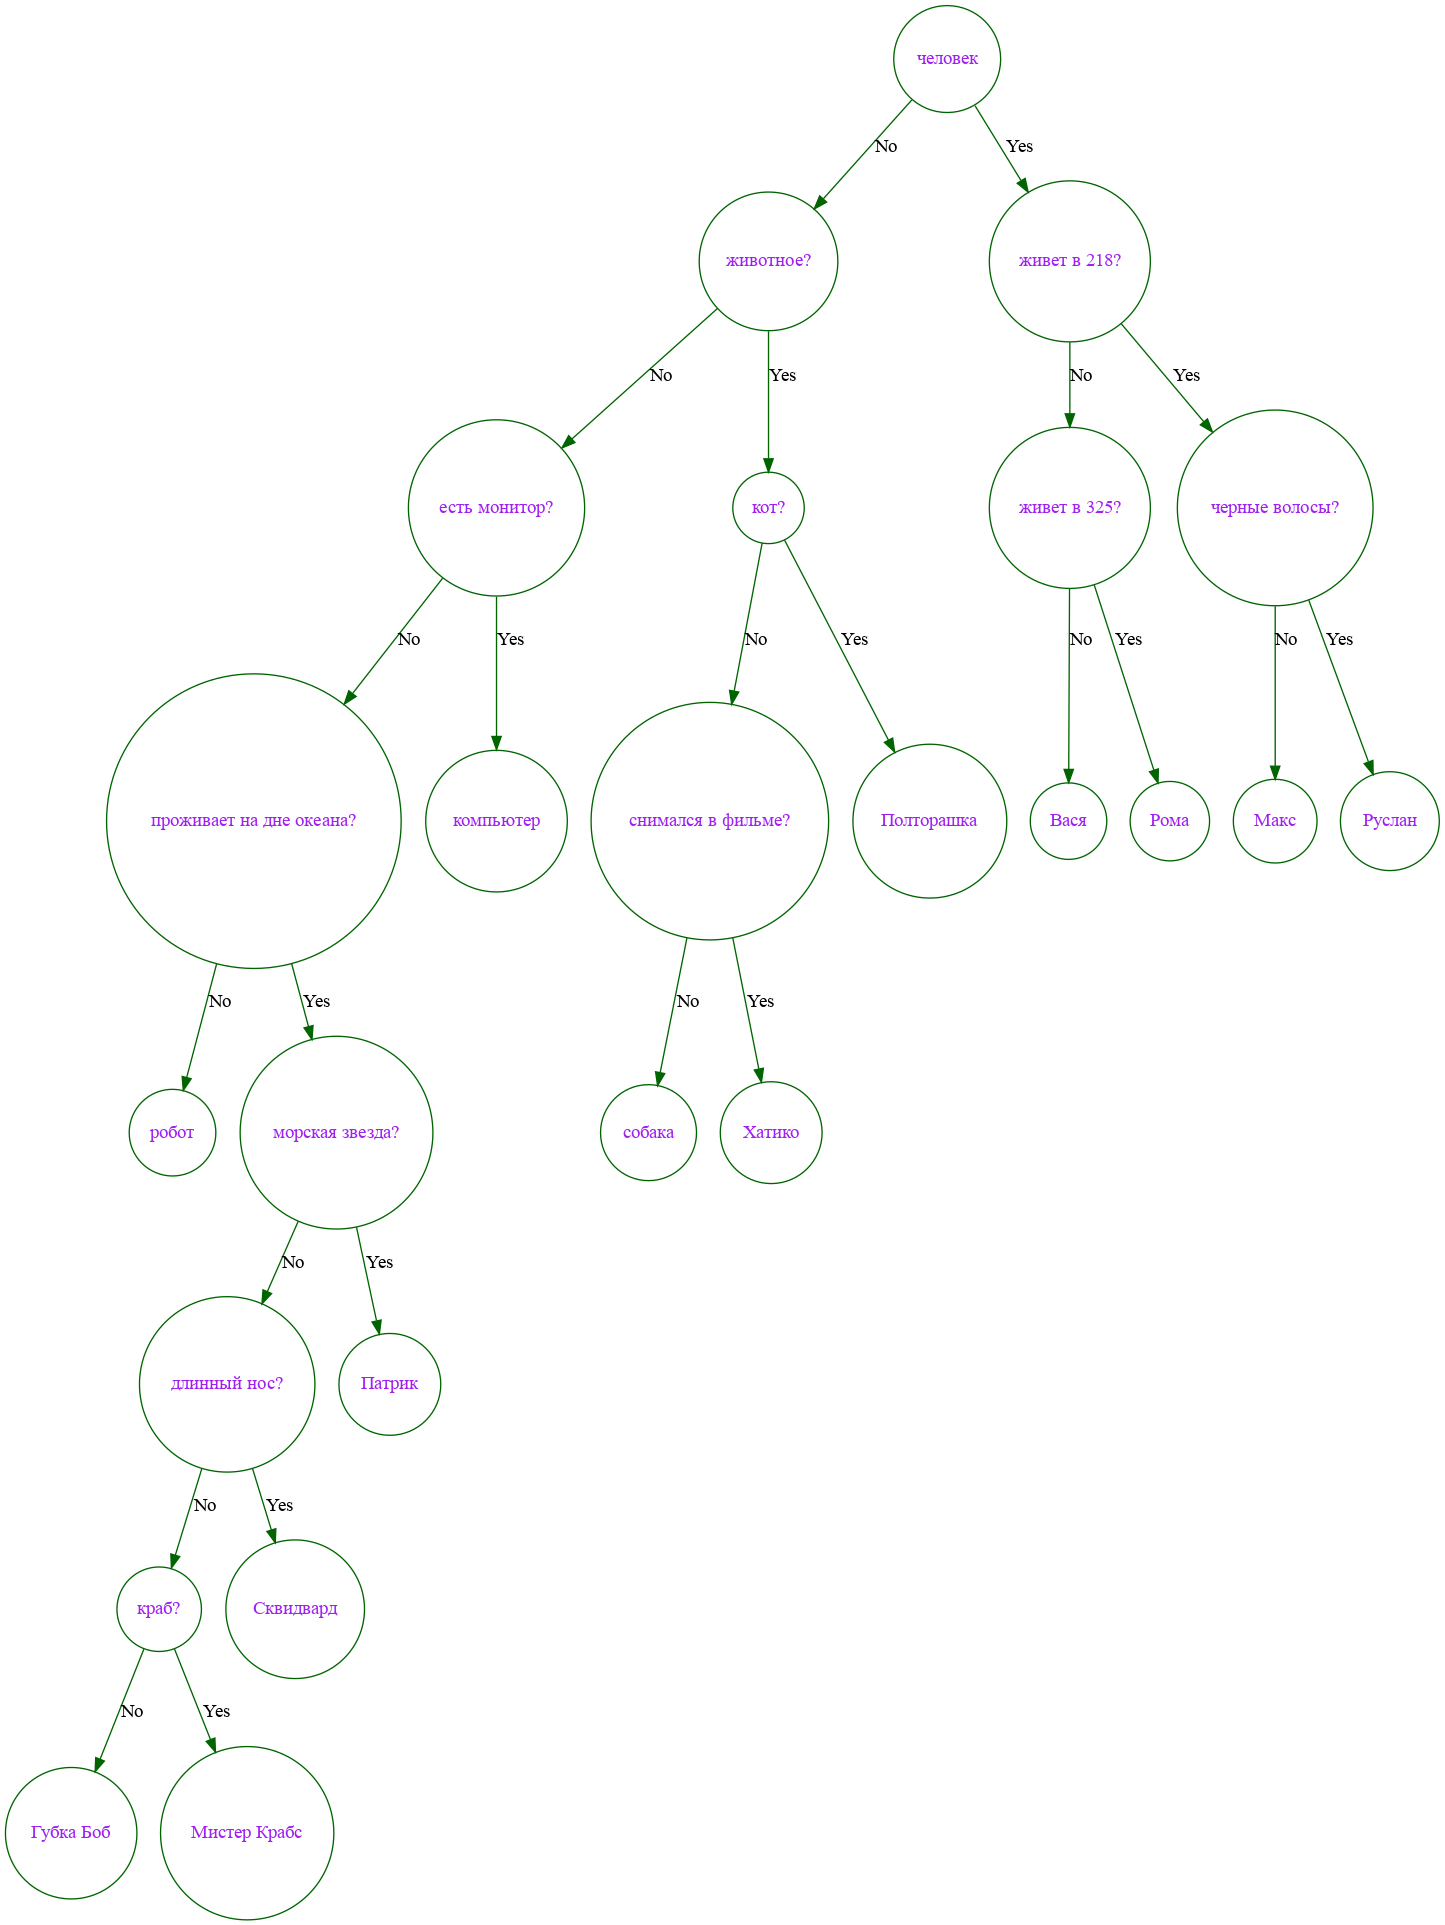 человек
No
Yes
животное?
живет в 218?
No
Yes
No
Yes
есть монитор?
кот?
живет в 325?
черные волосы?
No
Yes
No
Yes
No
Yes
No
Yes
проживает на дне океана?
компьютер
снимался в фильме?
Полторашка
Вася
Рома
Макс
Руслан
No
Yes
No
Yes
робот
морская звезда?
собака
Хатико
No
Yes
длинный нос?
Патрик
No
Yes
краб?
Сквидвард
No
Yes
Губка Боб
Мистер Крабс